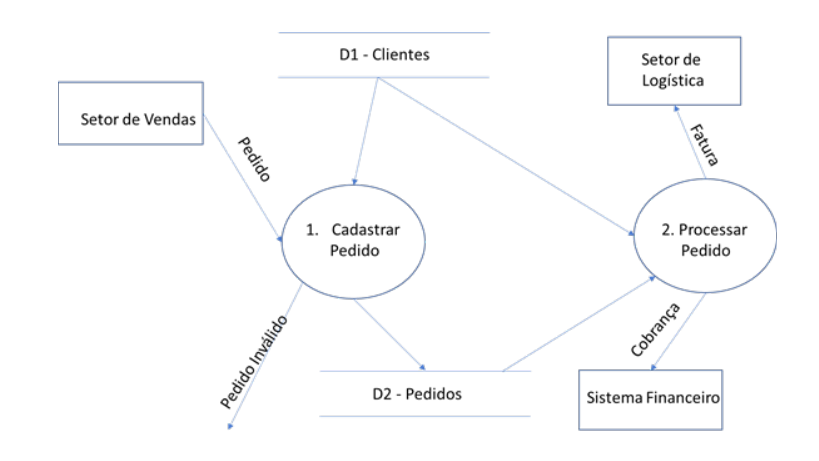 D1 - Clientes
Setor de
Logística
Setor de Vendas
Pedido
Fatura
1. Cadastrar
Pedido
2. Processar
Pedido
Pedido Inválido
Cobrança
D2 - Pedidos
Sistema Financeiro